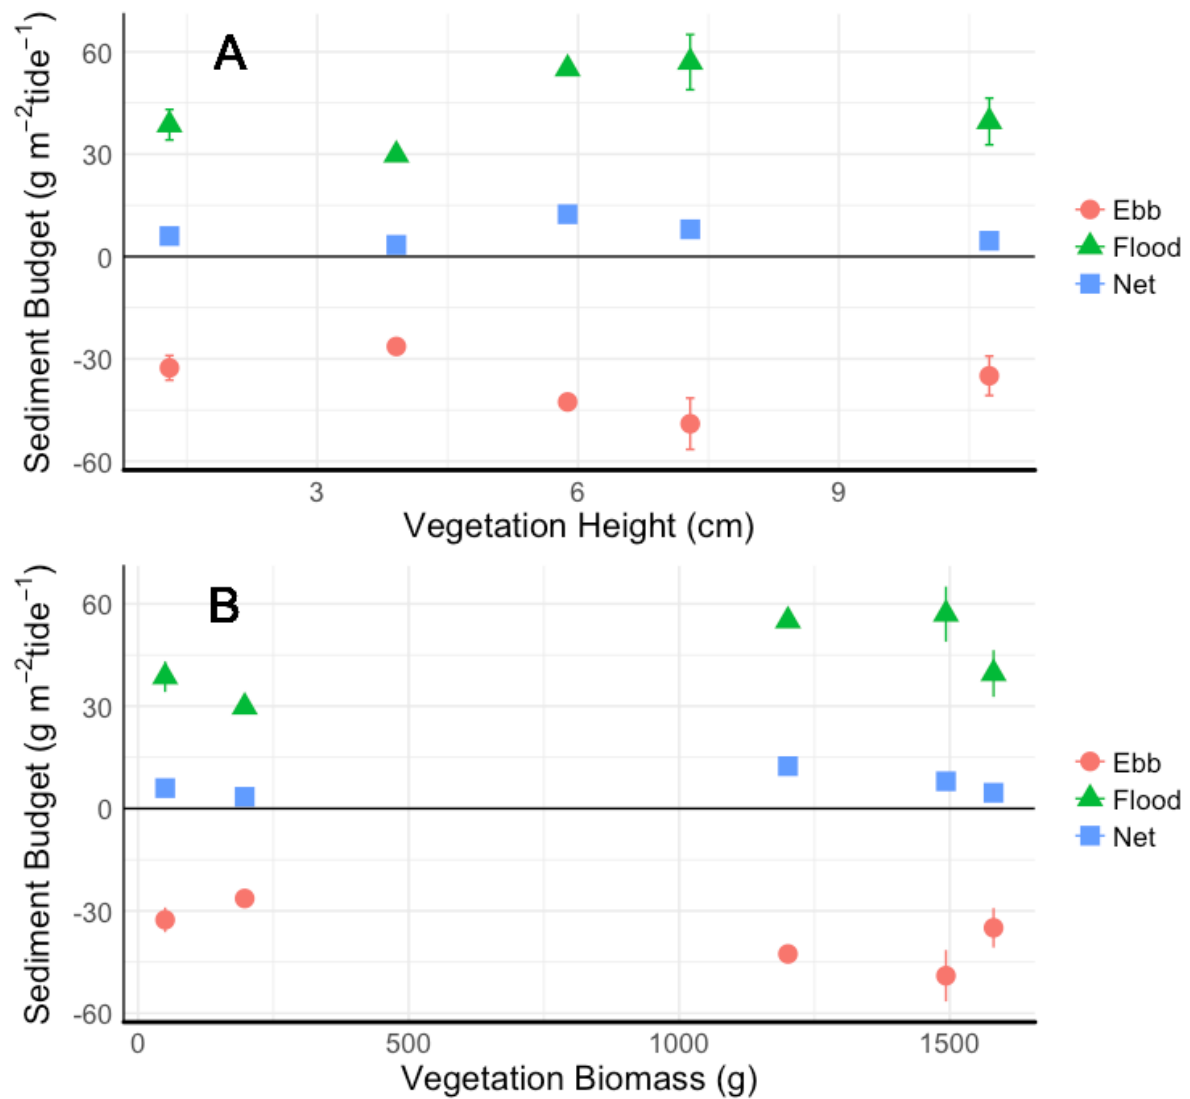 A
Sediment Budget (g m⁻²tide⁻¹)
60
30
0
-30
-60
3 6 9
Vegetation Height (cm)
Ebb
Flood
Net
B
Sediment Budget (g m⁻²tide⁻¹)
60
30
0
-30
-60
0 500 1000 1500
Vegetation Biomass (g)
Ebb
Flood
Net